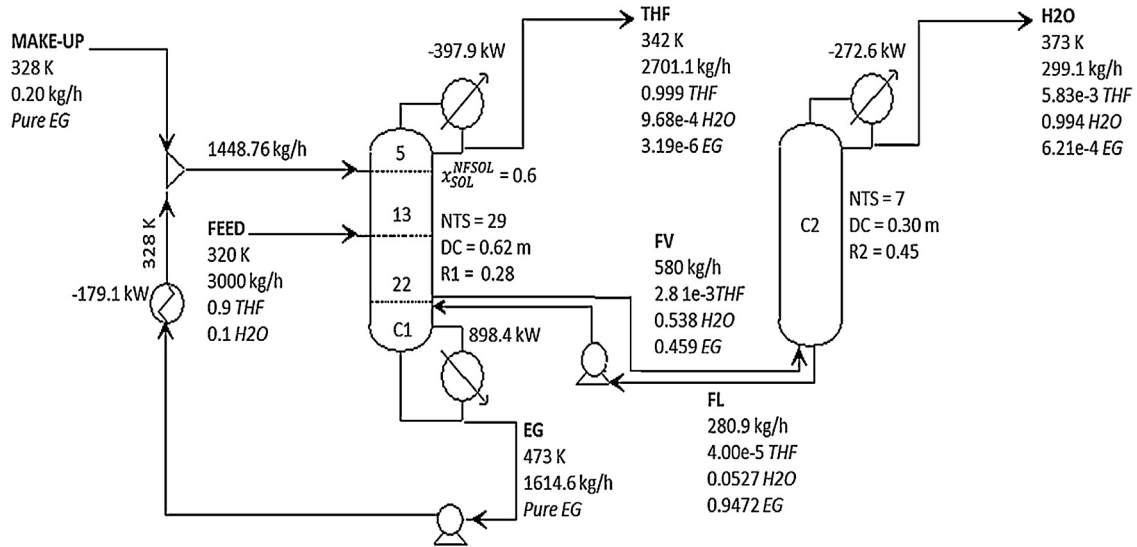 MAKE-UP
328 K
0.20 kg/h
Pure EG
1448.76 kg/h
328 K
-179.1 kW
FEED
320 K
3000 kg/h
0.9 THF
0.1 H2O
-397.9 kW
5
13
22
C1
x_SOL^NFSOL = 0.6
NTS = 29
DC = 0.62 m
R1 = 0.28
898.4 kW
EG
473 K
1614.6 kg/h
Pure EG
THF
342 K
2701.1 kg/h
0.999 THF
9.68e-4 H2O
3.19e-6 EG
FV
580 kg/h
2.8 1e-3THF
0.538 H2O
0.459 EG
FL
280.9 kg/h
4.00e-5 THF
0.0527 H2O
0.9472 EG
-272.6 kW
C2
NTS = 7
DC = 0.30 m
R2 = 0.45
H2O
373 K
299.1 kg/h
5.83e-3 THF
0.994 H2O
6.21e-4 EG